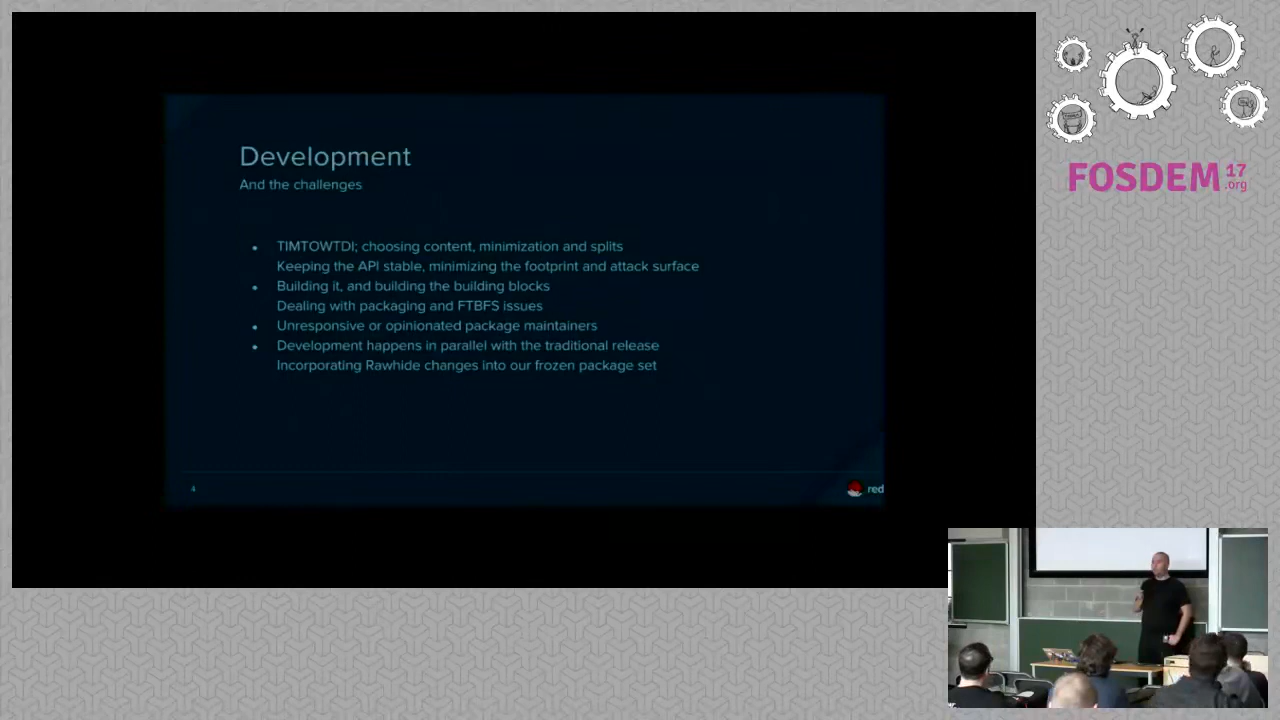 Development
And the challenges
TIMTOWTDI; choosing content, minimization and splits
Keeping the API stable, minimizing the footprint and attack surface
Building it, and building the building blocks
Dealing with packaging and FTBFS issues
Unresponsive or opinionated package maintainers
Development happens in parallel with the traditional release
Incorporating Rawhide changes into our frozen package set
4
red
FOSDEM 17
.org